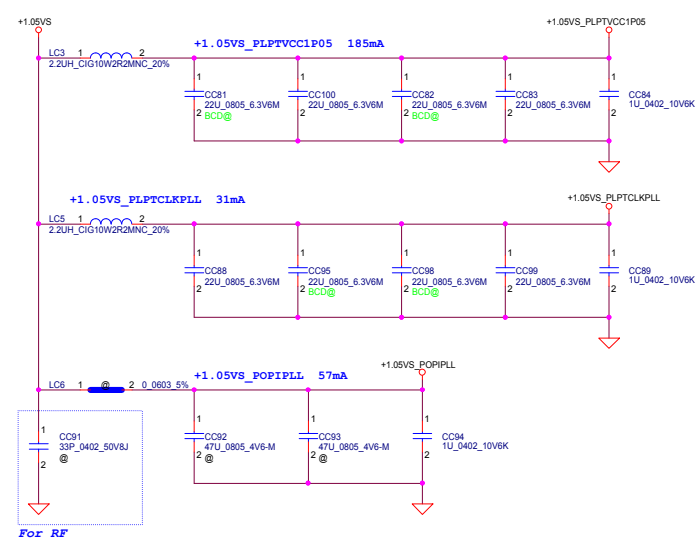 +1.05VS
+1.05VS_PLPTVCC1P05
+1.05VS_PLPTVCC1P05 185mA
LC3 1 2
2.2UH_CIG10W2R2MNC_20%
1 1 1 1 1
CC81 CC100 CC82 CC83 CC84
22U_0805_6.3V6M 22U_0805_6.3V6M 22U_0805_6.3V6M 22U_0805_6.3V6M 1U_0402_10V6K
2 BCD@ 2 2 BCD@ 2 2
+1.05VS_PLPTCLKPLL 31mA
+1.05VS_PLPTCLKPLL
LC5 1 2
2.2UH_CIG10W2R2MNC_20%
1 1 1 1 1
CC88 CC95 CC98 CC99 CC89
22U_0805_6.3V6M 22U_0805_6.3V6M 22U_0805_6.3V6M 22U_0805_6.3V6M 1U_0402_10V6K
2 2 BCD@ 2 BCD@ 2 2
+1.05VS_POPIPLL 57mA
+1.05VS_POPIPLL
LC6 1 @ 2 0_0603_5%
1 1 1 1
CC91 CC92 CC93 CC94
33P_0402_50V8J 47U_0805_4V6-M 47U_0805_4V6-M 1U_0402_10V6K
2 @ 2 @ 2 @ 2
For RF